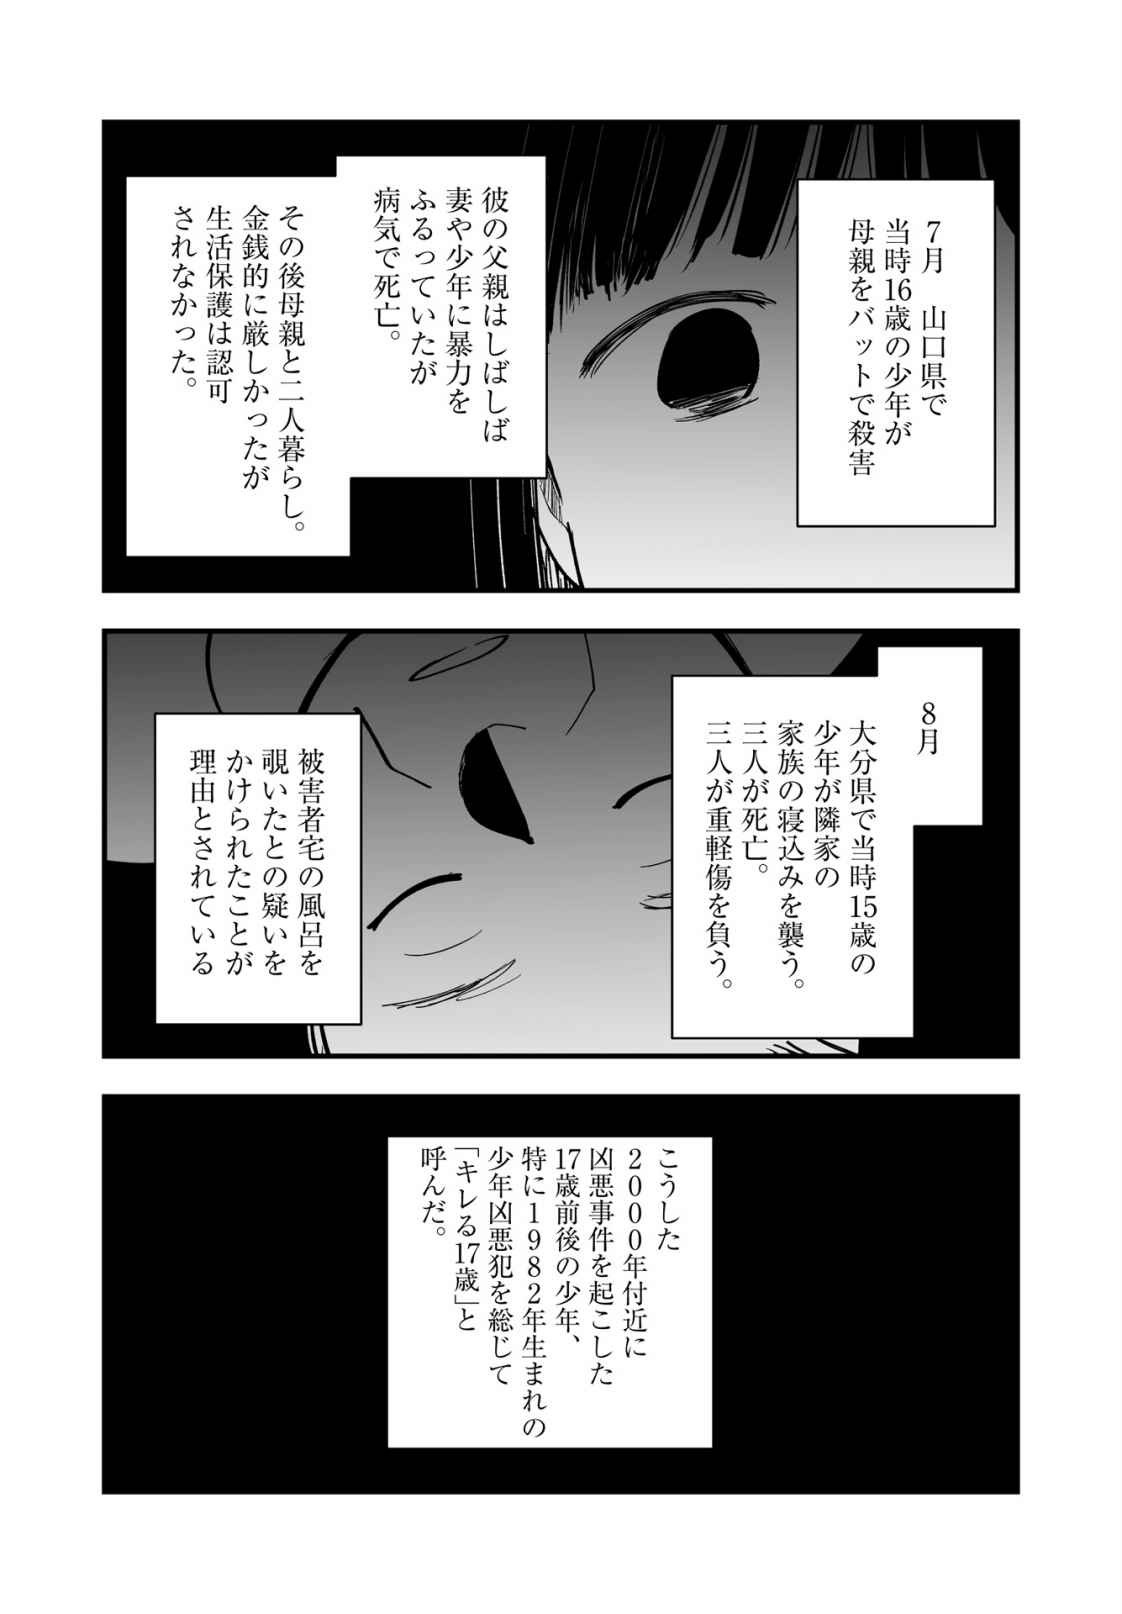 7月　山口県で
当時16歳の少年が
母親をバットで殺害
彼の父親はしばしば
妻や少年に暴力を
ふるっていたが
病気で死亡。
その後母親と二人暮らし。
金銭的に厳しかったが
生活保護は認可
されなかった。
8月
大分県で当時15歳の
少年が隣家の
家族の寝込みを襲う。
三人が死亡。
三人が重軽傷を負う。
被害者宅の風呂を
覗いたとの疑いを
かけられたことが
理由とされている
こうした
2000年付近に
凶悪事件を起こした
17歳前後の少年、
特に1982年生まれの
少年凶悪犯を総じて
「キレる17歳」と
呼んだ。